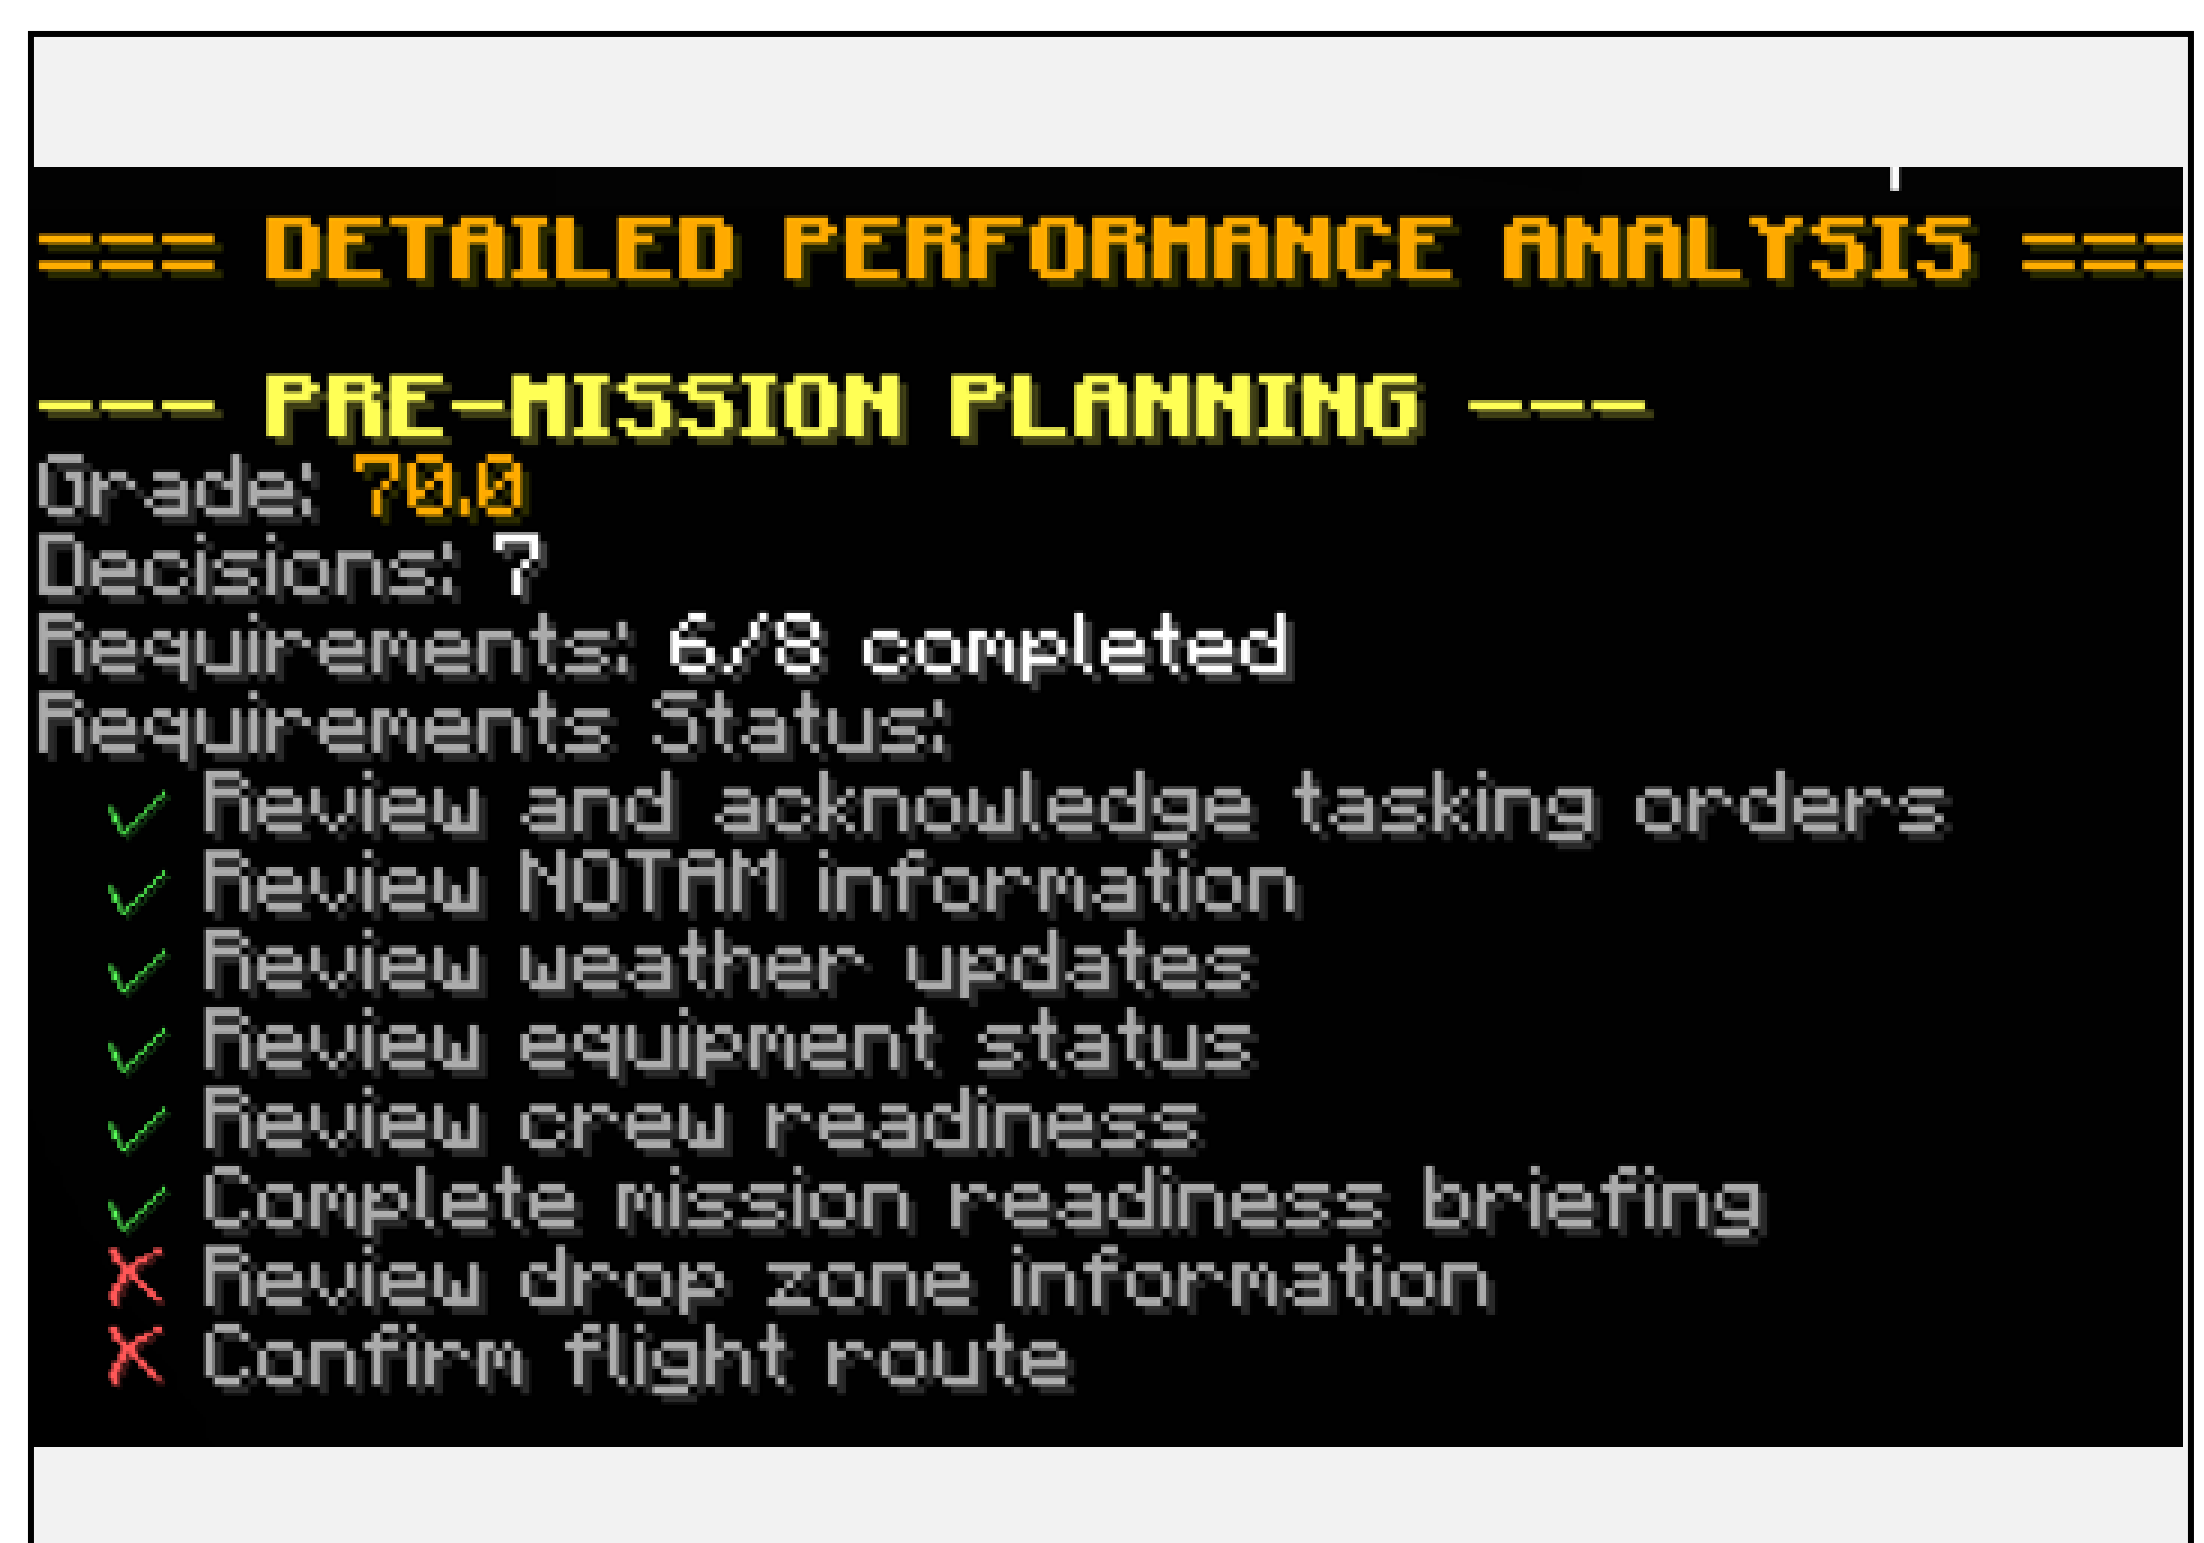 === DETAILED PERFORMANCE ANALYSIS ===
--- PRE-MISSION PLANNING ---
Grade: 70.0
Decisions: 7
Requirements: 6/8 completed
Requirements Status:
✓ Review and acknowledge tasking orders
✓ Review NOTAM information
✓ Review weather updates
✓ Review equipment status
✓ Review crew readiness
✓ Complete mission readiness briefing
✗ Review drop zone information
✗ Confirm flight route